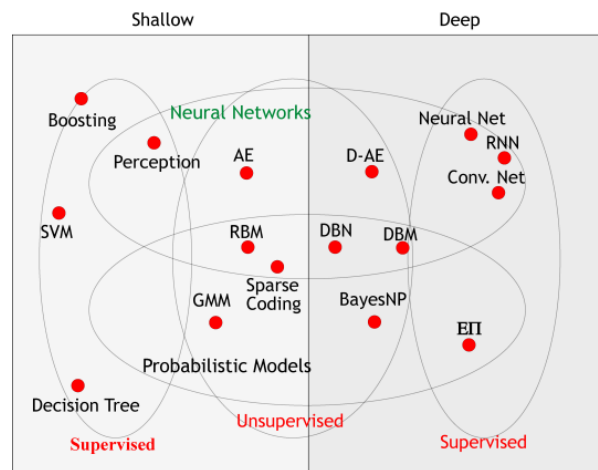 Shallow
Deep
Boosting
Neural Networks
Neural Net
Perception
AE
D-AE
RNN
Conv. Net
SVM
RBM
DBN
DBM
Sparse
Coding
GMM
BayesNP
ΕΠ
Probabilistic Models
Decision Tree
Unsupervised
Supervised
Supervised